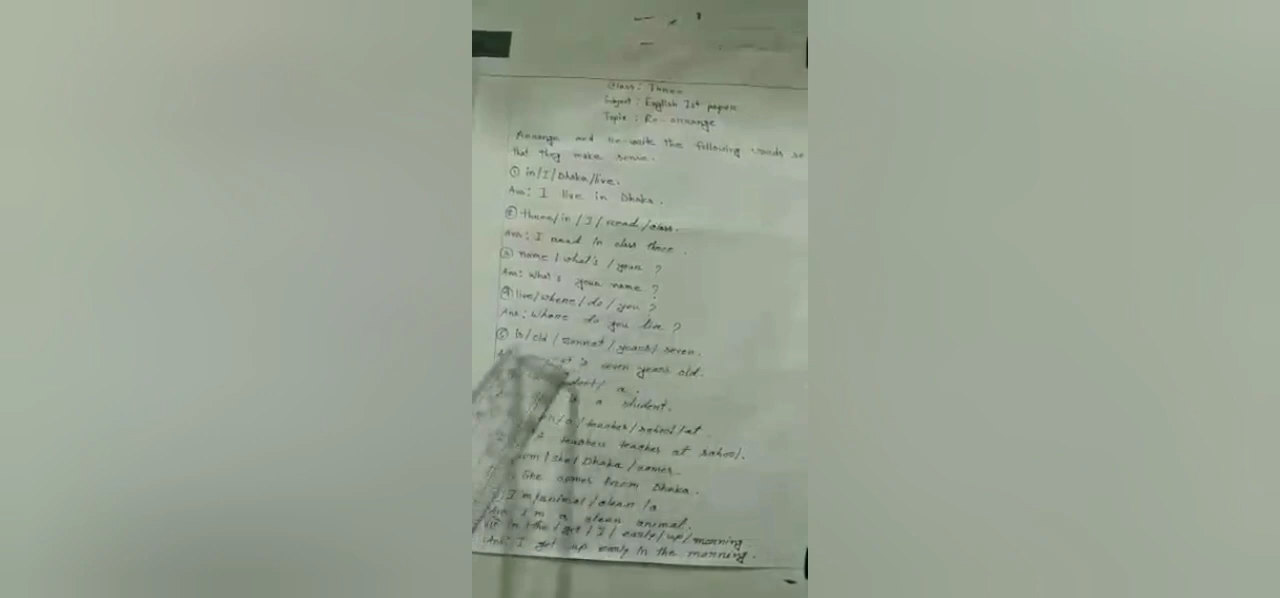 Class: Three
Subject: English 1st paper
Topic: Re-arrange
Arrange and re-write the following words so
that they make sense.
① in/I/Dhaka/live.
Ans: I live in Dhaka.
② three/in/I/read/class.
Ans: I read in class three.
③ name/what's/your?
Ans: What's your name?
④ live/where/do/you?
Ans: Where do you live?
⑤ is/old/ /years/seven.
is seven years old.
/a.
a student.
/a/teacher/school/at.
teacher at school.
/she/Dhaka/comes
She comes from Dhaka.
I'm/animal/clean/a
I'm a clean animal.
the/get/I/early/up/morning
Ans: I get up early in the morning.